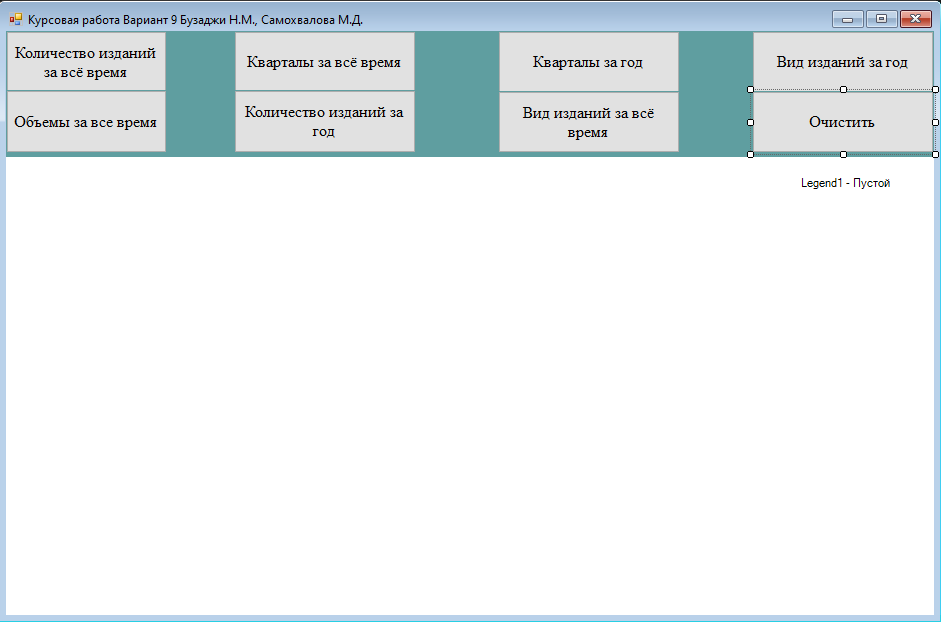 Курсовая работа Вариант 9 Бузаджи Н.М., Самохвалова М.Д.
Количество изданий
за всё время
Кварталы за всё время
Кварталы за год
Вид изданий за год
Объемы за все время
Количество изданий за
год
Вид изданий за всё
время
Очистить
Legend1 - Пустой